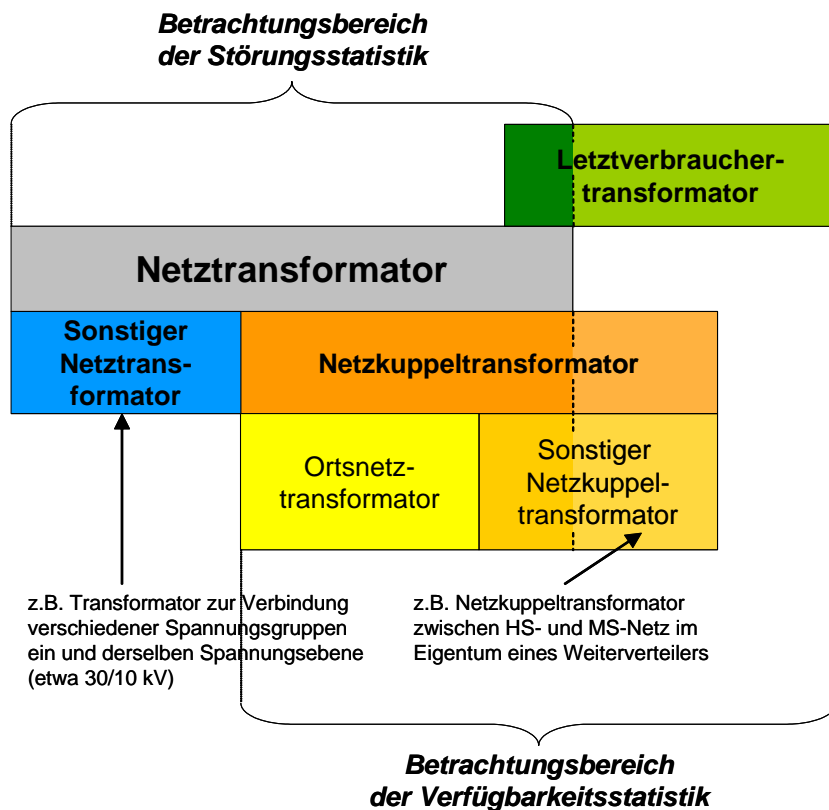 Betrachtungsbereich
der Störungsstatistik
Letztverbraucher-
transformator
Netztransformator
Sonstiger
Netztrans-
formator
Netzkuppeltransformator
Ortsnetz-
transformator
Sonstiger
Netzkuppel-
transformator
z.B. Transformator zur Verbindung
verschiedener Spannungsgruppen
ein und derselben Spannungsebene
(etwa 30/10 kV)
z.B. Netzkuppeltransformator
zwischen HS- und MS-Netz im
Eigentum eines Weiterverteilers
Betrachtungsbereich
der Verfügbarkeitsstatistik